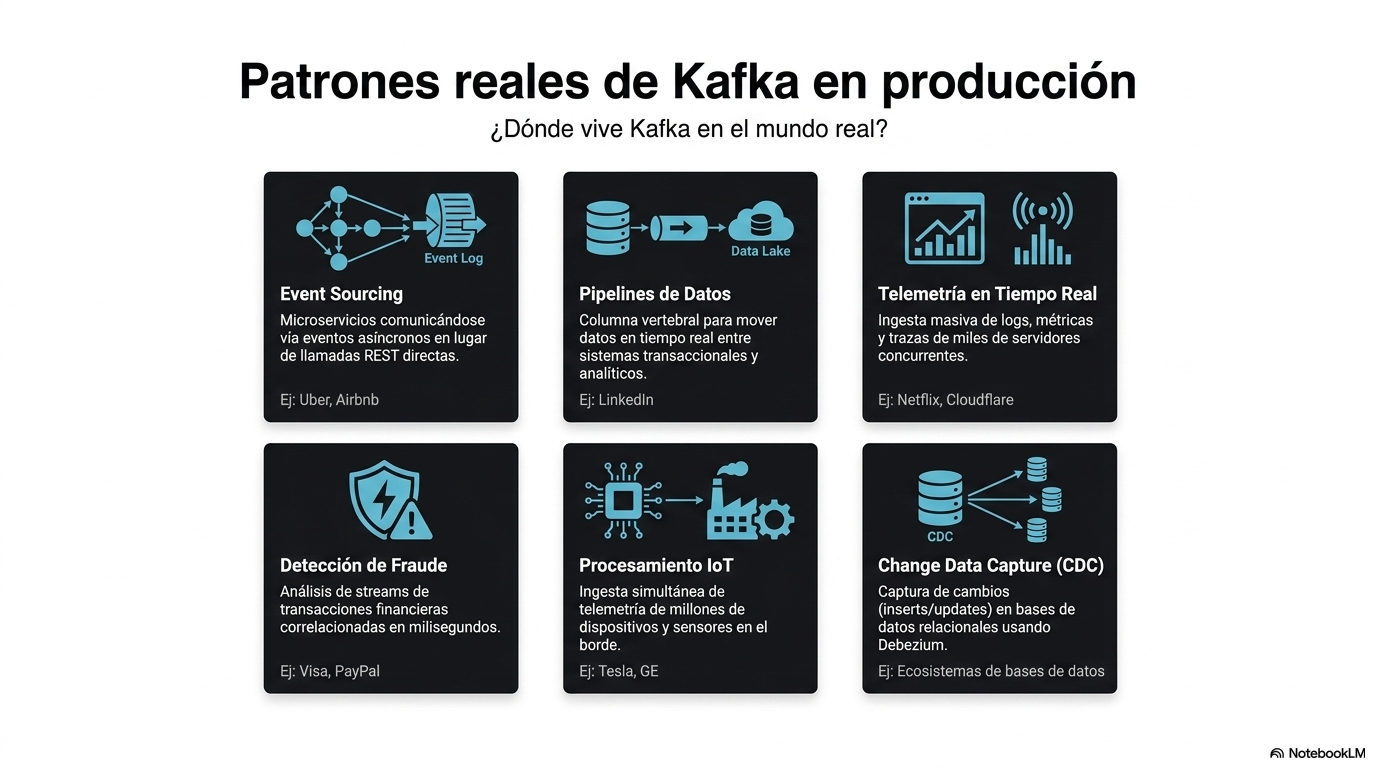 Patrones reales de Kafka en producción
¿Dónde vive Kafka en el mundo real?
Event Log
Event Sourcing
Microservicios comunicándose
vía eventos asíncronos en lugar
de llamadas REST directas.
Ej: Uber, Airbnb
Data Lake
Pipelines de Datos
Columna vertebral para mover
datos en tiempo real entre
sistemas transaccionales y
analíticos.
Ej: LinkedIn
Telemetría en Tiempo Real
Ingesta masiva de logs, métricas
y trazas de miles de servidores
concurrentes.
Ej: Netflix, Cloudflare
Detección de Fraude
Análisis de streams de
transacciones financieras
correlacionadas en milisegundos.
Ej: Visa, PayPal
Procesamiento IoT
Ingesta simultánea de
telemetría de millones de
dispositivos y sensores en el
borde.
Ej: Tesla, GE
CDC
Change Data Capture (CDC)
Captura de cambios
(inserts/updates) en bases de
datos relacionales usando
Debezium.
Ej: Ecosistemas de bases de datos
NotebookLM